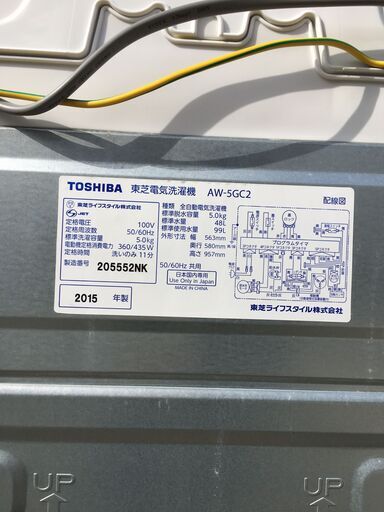 TOSHIBA 東芝電気洗濯機 AW-5GC2
配線図
東芝ライフスタイル株式会社
JET
定格電圧 100V
定格周波数 50/60Hz
標準洗濯容量 5.0kg
電動機定格消費電力 360/435W
定格時間 洗いのみ 11分
製造番号 205552NK
種類 全自動電気洗濯機
標準脱水容量 5.0kg
標準水量 48L
標準使用水量 99L
外形寸法 幅 563mm
奥行 580mm
高さ 957mm
50/60Hz 共用
日本国内専用
Use Only in Japan
MADE IN CHINA
プログラムタイマ
2015 年製
東芝ライフスタイル株式会社
UP
UP